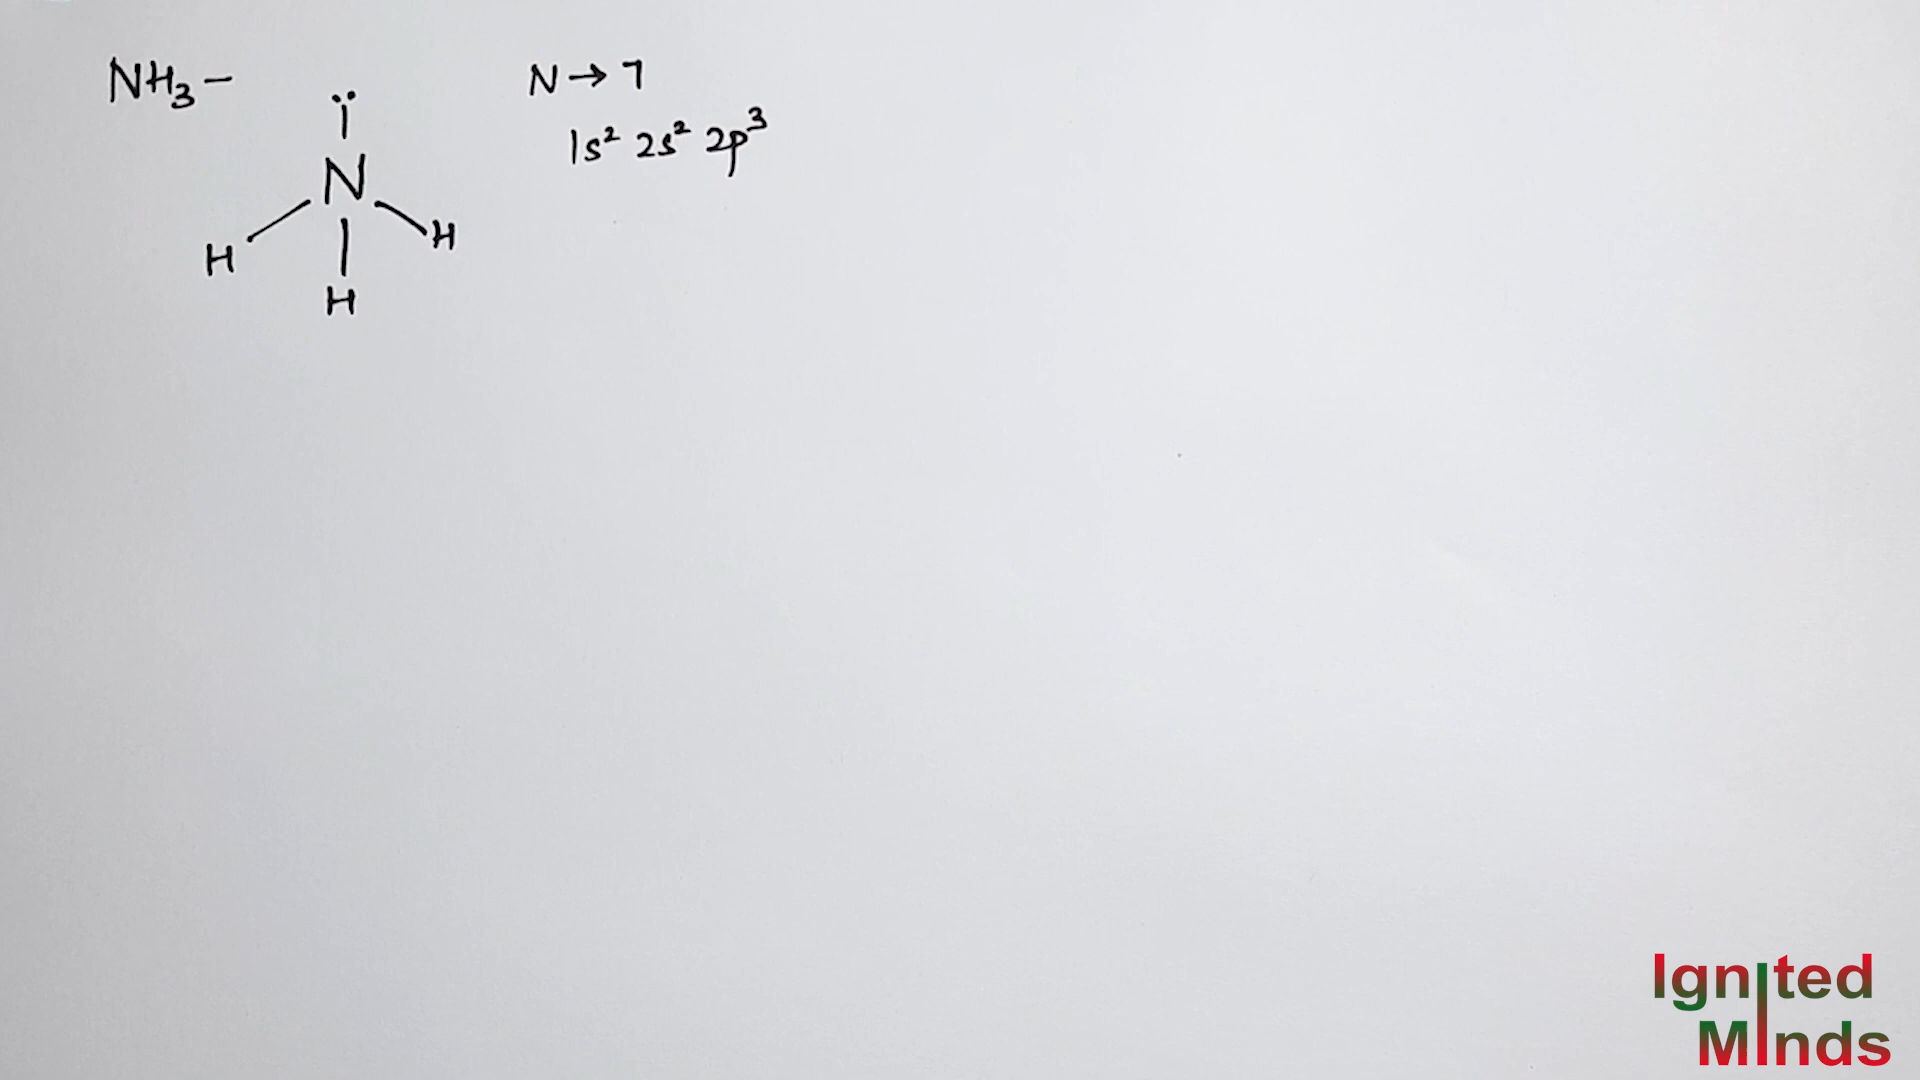 NH₃ –
N → 7
1s² 2s² 2p³
N
H
H
H
Ignited
Minds